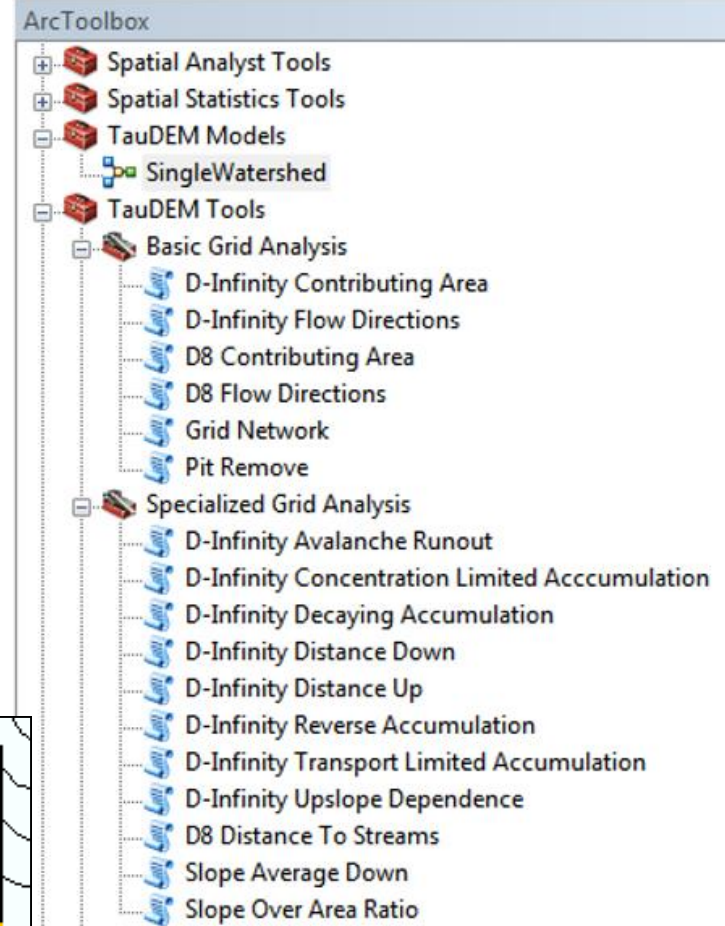 ArcToolbox
Spatial Analyst Tools
Spatial Statistics Tools
TauDEM Models
SingleWatershed
TauDEM Tools
Basic Grid Analysis
D-Infinity Contributing Area
D-Infinity Flow Directions
D8 Contributing Area
D8 Flow Directions
Grid Network
Pit Remove
Specialized Grid Analysis
D-Infinity Avalanche Runout
D-Infinity Concentration Limited Acccumulation
D-Infinity Decaying Accumulation
D-Infinity Distance Down
D-Infinity Distance Up
D-Infinity Reverse Accumulation
D-Infinity Transport Limited Accumulation
D-Infinity Upslope Dependence
D8 Distance To Streams
Slope Average Down
Slope Over Area Ratio